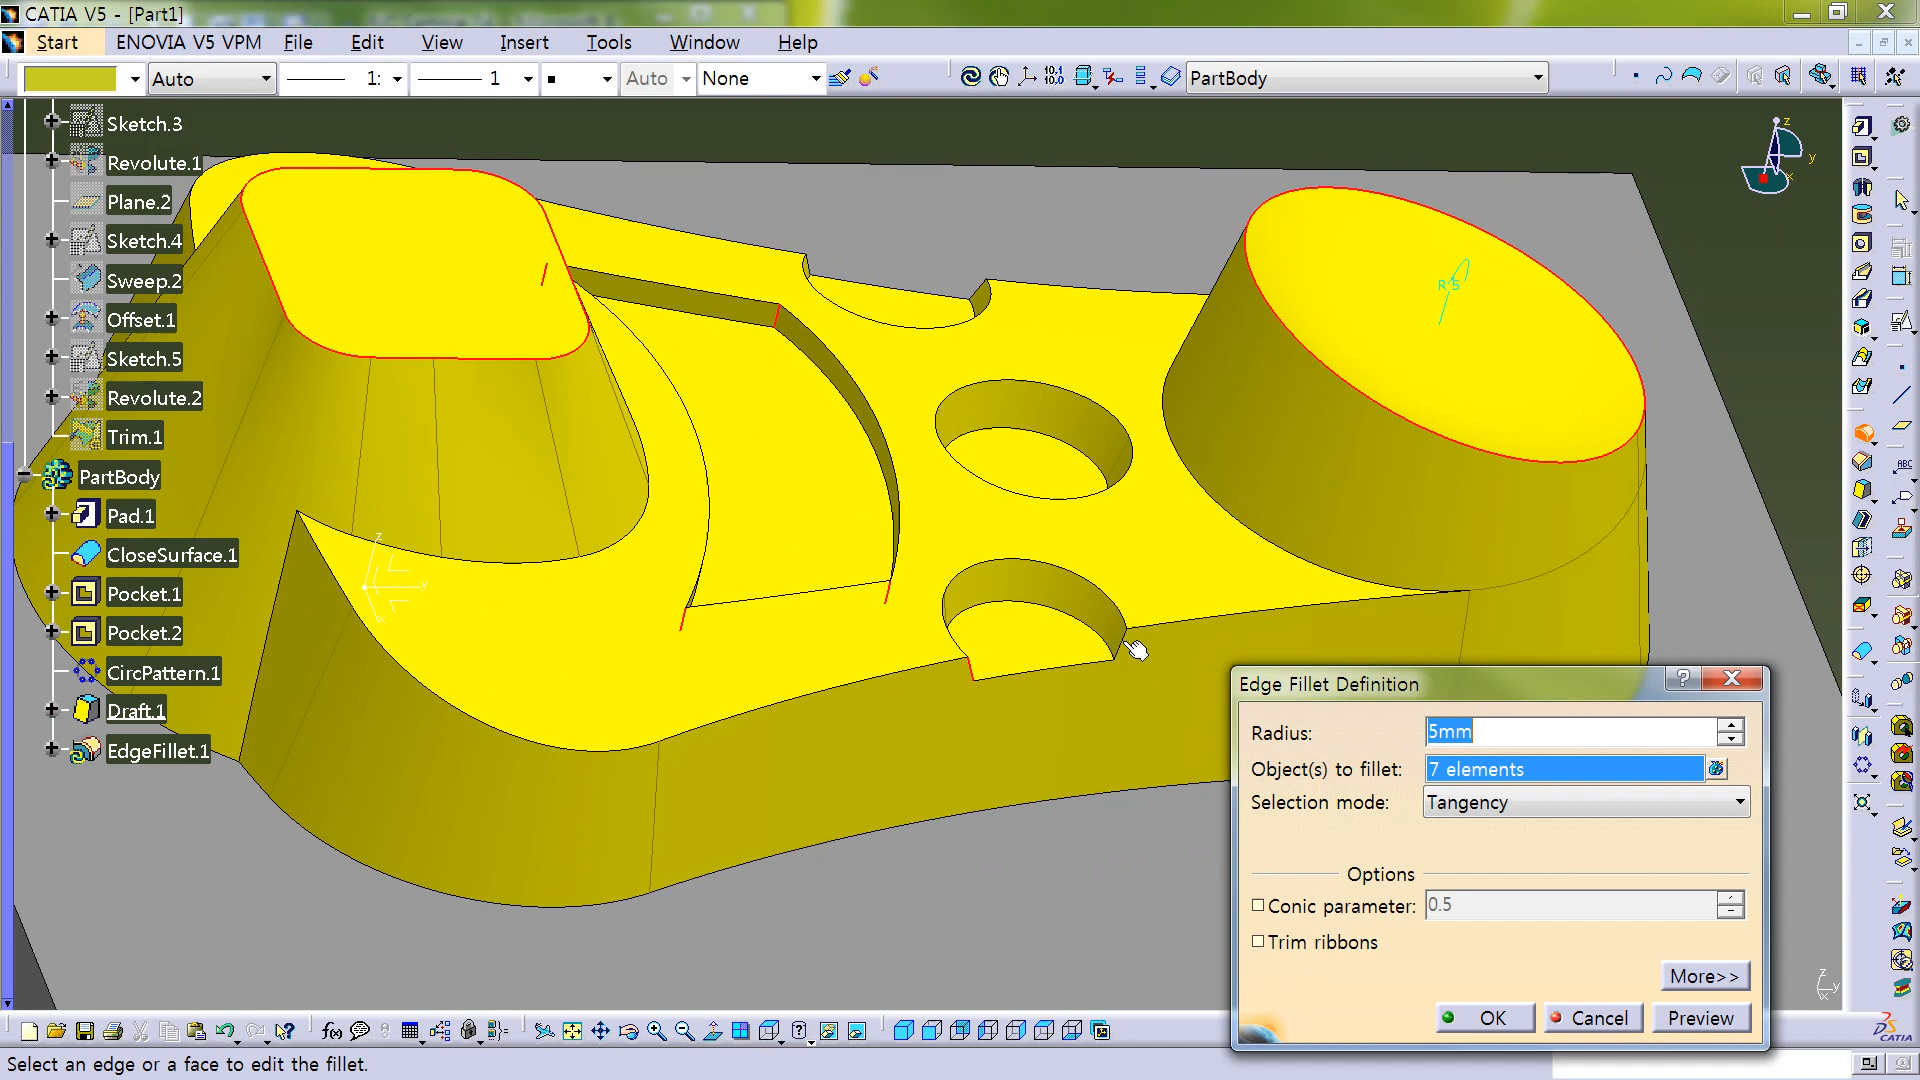 CATIA V5 - [Part1]
Start ENOVIA V5 VPM File Edit View Insert Tools Window Help
Auto 1: 1 Auto None PartBody
Sketch.3
Revolute.1
Plane.2
Sketch.4
Sweep.2
Offset.1
Sketch.5
Revolute.2
Trim.1
PartBody
Pad.1
CloseSurface.1
Pocket.1
Pocket.2
CircPattern.1
Draft.1
EdgeFillet.1
z
y
x
R 5
z
y
x
Edge Fillet Definition
Radius: 5mm
Object(s) to fillet: 7 elements
Selection mode: Tangency
Options
Conic parameter: 0.5
Trim ribbons
More>>
OK Cancel Preview
z
y
x
f(x)
CATIA
ABC
Select an edge or a face to edit the fillet.